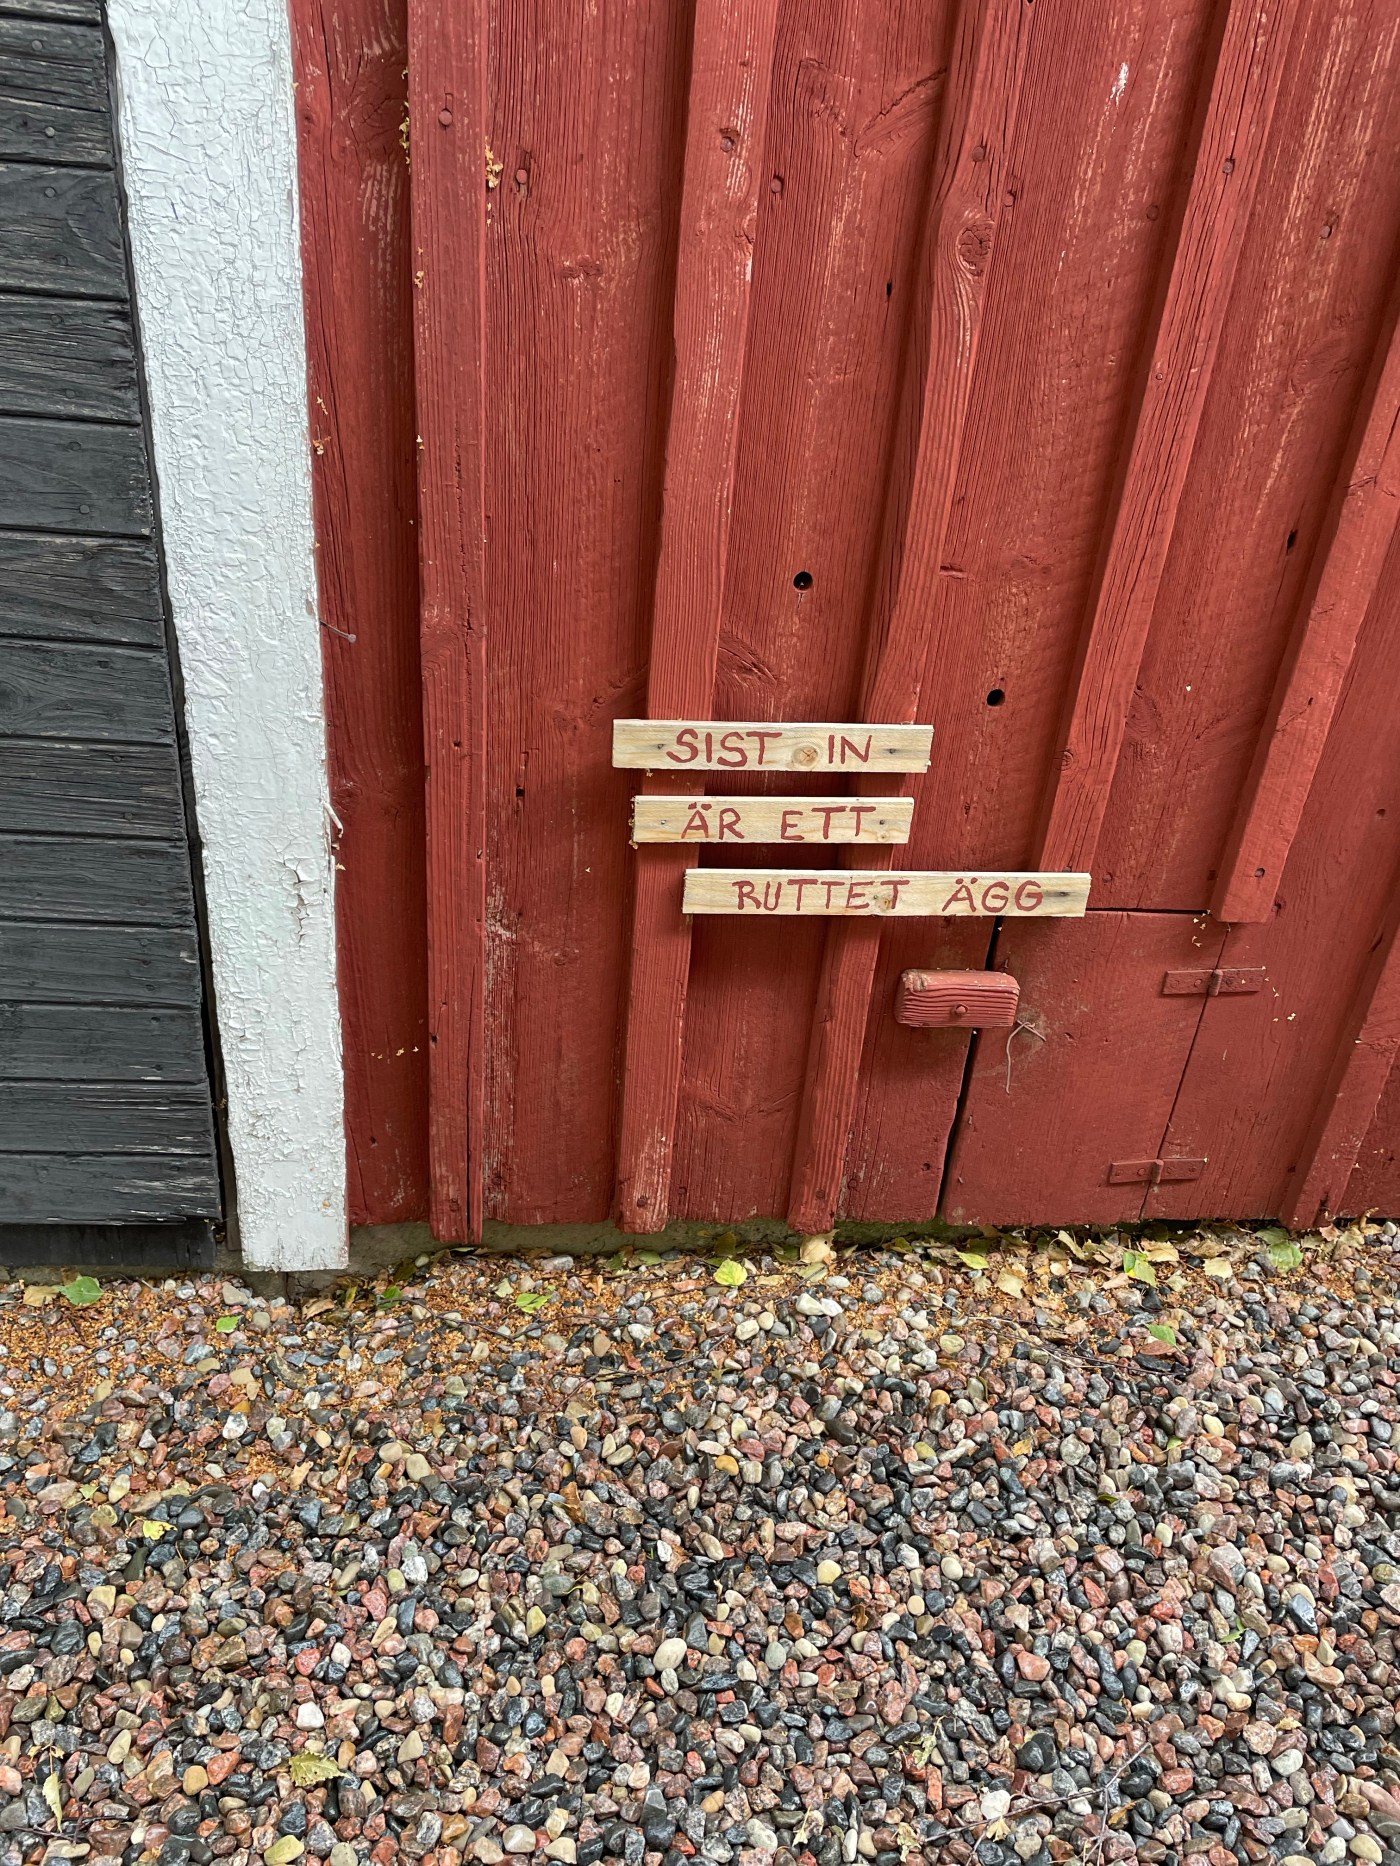 SIST IN
ÄR ETT
RUTTET ÄGG